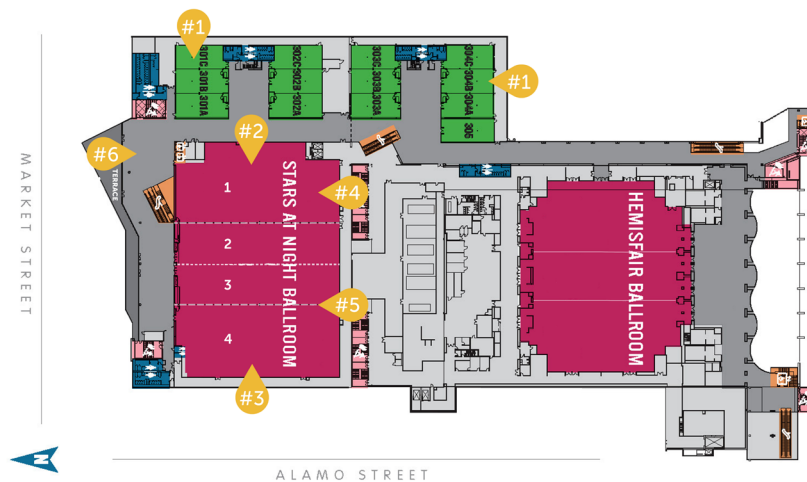 #1
301C,301B,301A
302C,302B,302A
303C,303B,303A
304C,304B,304A
#1
305
#2
#6
TERRACE
STARS AT NIGHT BALLROOM
1
#4
2
3
#5
4
#3
HEMISFAIR BALLROOM
MARKET STREET
N
ALAMO STREET